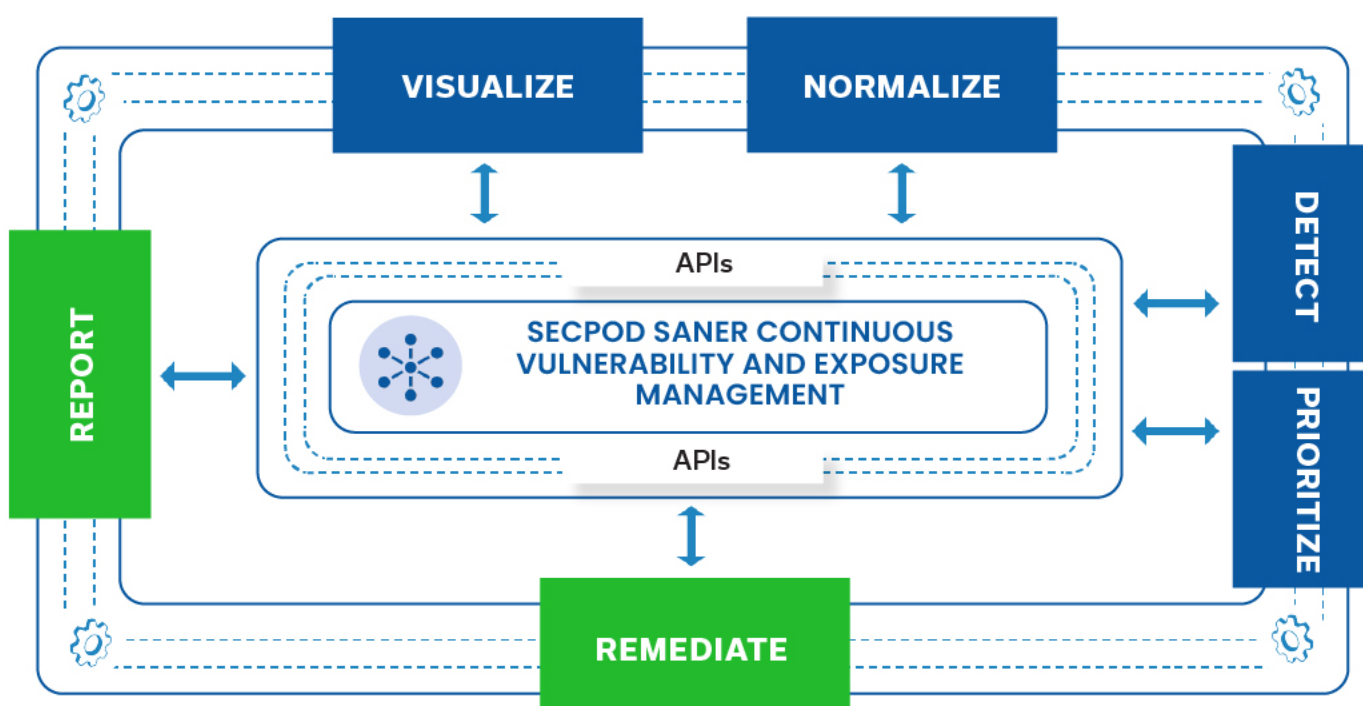 VISUALIZE
NORMALIZE
DETECT
PRIORITIZE
REPORT
APIs
SECPOD SANER CONTINUOUS
VULNERABILITY AND EXPOSURE
MANAGEMENT
APIs
REMEDIATE